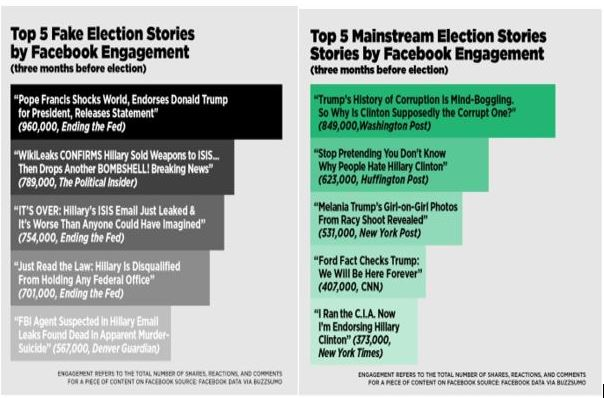 Top 5 Fake Election Stories
by Facebook Engagement
(three months before election)
“Pope Francis Shocks World, Endorses Donald Trump
for President, Releases Statement”
(960,000, Ending the Fed)
“WikiLeaks CONFIRMS Hillary Sold Weapons to ISIS...
Then Drops Another BOMBSHELL! Breaking News”
(789,000, The Political Insider)
“IT’S OVER: Hillary’s ISIS Email Just Leaked &
It’s Worse Than Anyone Could Have Imagined”
(754,000, Ending the Fed)
“Just Read the Law: Hillary Is Disqualified
From Holding Any Federal Office”
(701,000, Ending the Fed)
“FBI Agent Suspected in Hillary Email
Leaks Found Dead in Apparent Murder-
Suicide” (567,000, Denver Guardian)
ENGAGEMENT REFERS TO THE TOTAL NUMBER OF SHARES, REACTIONS, AND COMMENTS
FOR A PIECE OF CONTENT ON FACEBOOK SOURCE: FACEBOOK DATA VIA BUZZSUMO
Top 5 Mainstream Election Stories
Stories by Facebook Engagement
(three months before election)
“Trump’s History of Corruption Is Mind-Boggling.
So Why Is Clinton Supposedly the Corrupt One?”
(849,000,Washington Post)
“Stop Pretending You Don’t Know
Why People Hate Hillary Clinton”
(623,000, Huffington Post)
“Melania Trump’s Girl-on-Girl Photos
From Racy Shoot Revealed”
(531,000, New York Post)
“Ford Fact Checks Trump:
We Will Be Here Forever”
(407,000, CNN)
“I Ran the C.I.A. Now
I’m Endorsing Hillary
Clinton” (373,000,
New York Times)
ENGAGEMENT REFERS TO THE TOTAL NUMBER OF SHARES, REACTIONS, AND COMMENTS
FOR A PIECE OF CONTENT ON FACEBOOK SOURCE: FACEBOOK DATA VIA BUZZSUMO